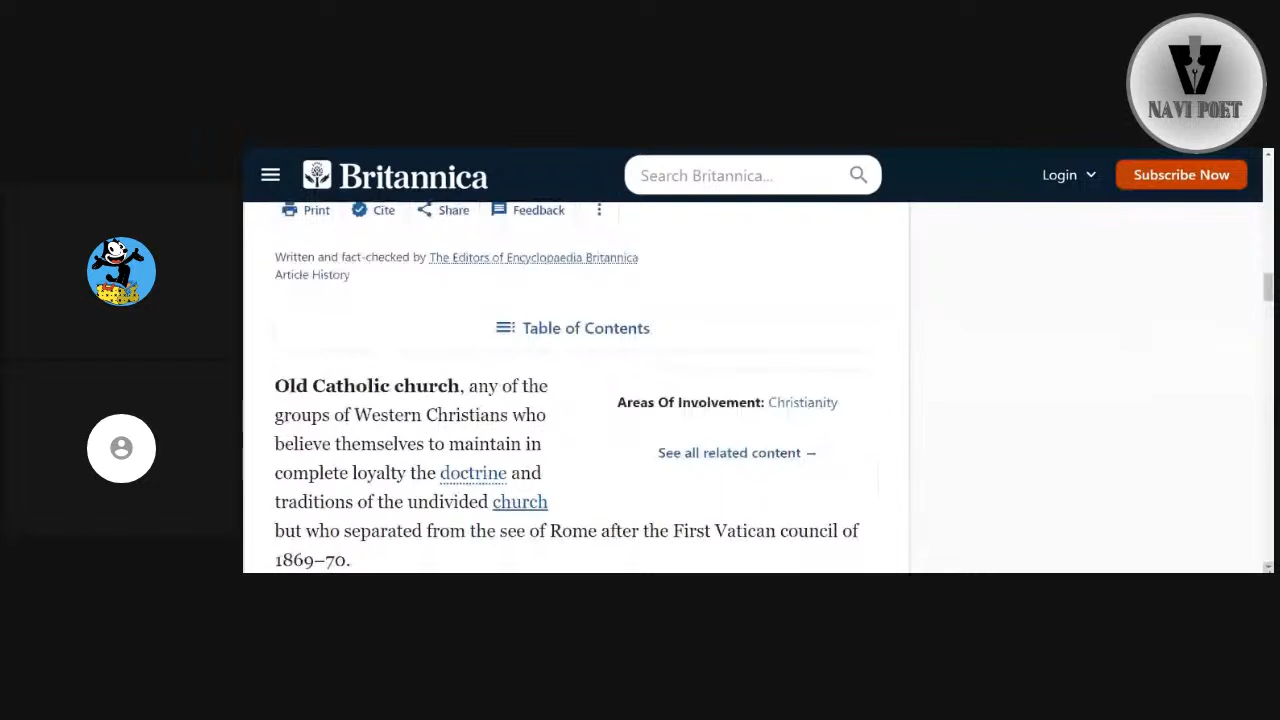 NAVI POET
Britannica
Search Britannica...
Login
Subscribe Now
Print
Cite
Share
Feedback
Written and fact-checked by The Editors of Encyclopaedia Britannica
Article History
Table of Contents
Old Catholic church, any of the
groups of Western Christians who
believe themselves to maintain in
complete loyalty the doctrine and
traditions of the undivided church
but who separated from the see of Rome after the First Vatican council of
1869–70.
Areas Of Involvement: Christianity
See all related content →